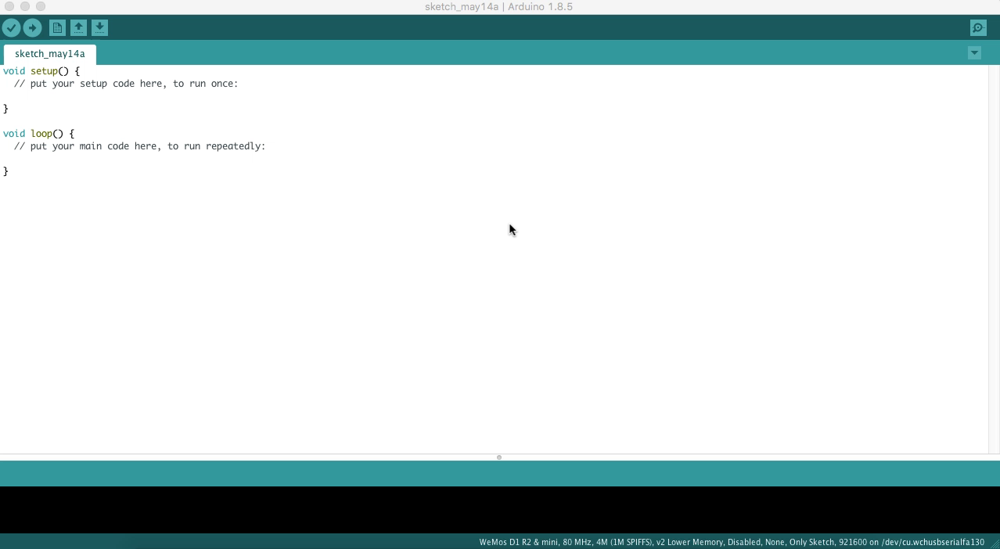 sketch_may14a | Arduino 1.8.5
sketch_may14a
void setup() {
  // put your setup code here, to run once:
}
void loop() {
  // put your main code here, to run repeatedly:
}
WeMos D1 R2 & mini, 80 MHz, 4M (1M SPIFFS), v2 Lower Memory, Disabled, None, Only Sketch, 921600 on /dev/cu.wchusbserialfa130